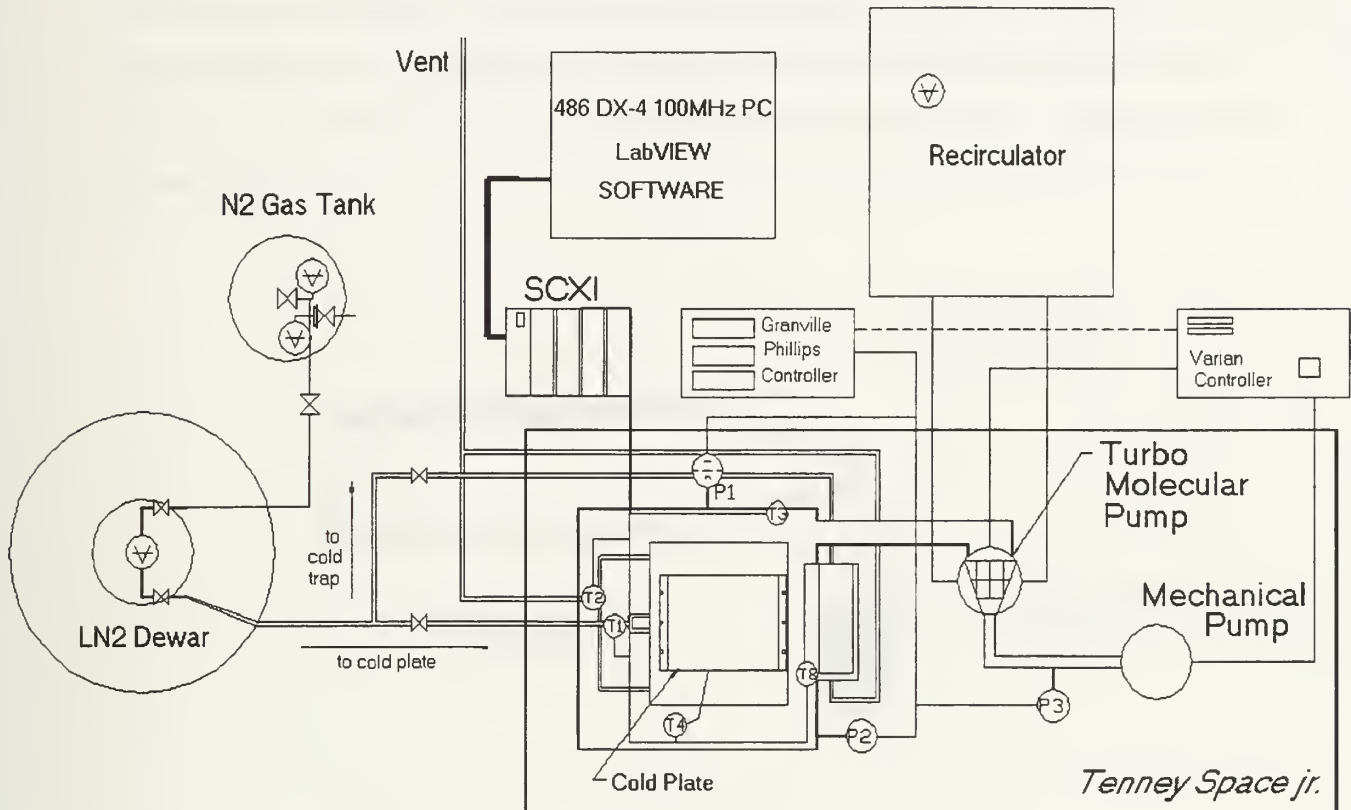 Vent
486 DX-4 100MHz PC
LabVIEW
SOFTWARE
Recirculator
N2 Gas Tank
SCXI
Granville
Phillips
Controller
Varian
Controller
P1
Turbo
Molecular
Pump
T3
to
cold
trap
T2
T1
Mechanical
Pump
LN2 Dewar
to cold plate
T8
T4
P2
P3
Cold Plate
Tenney Space jr.